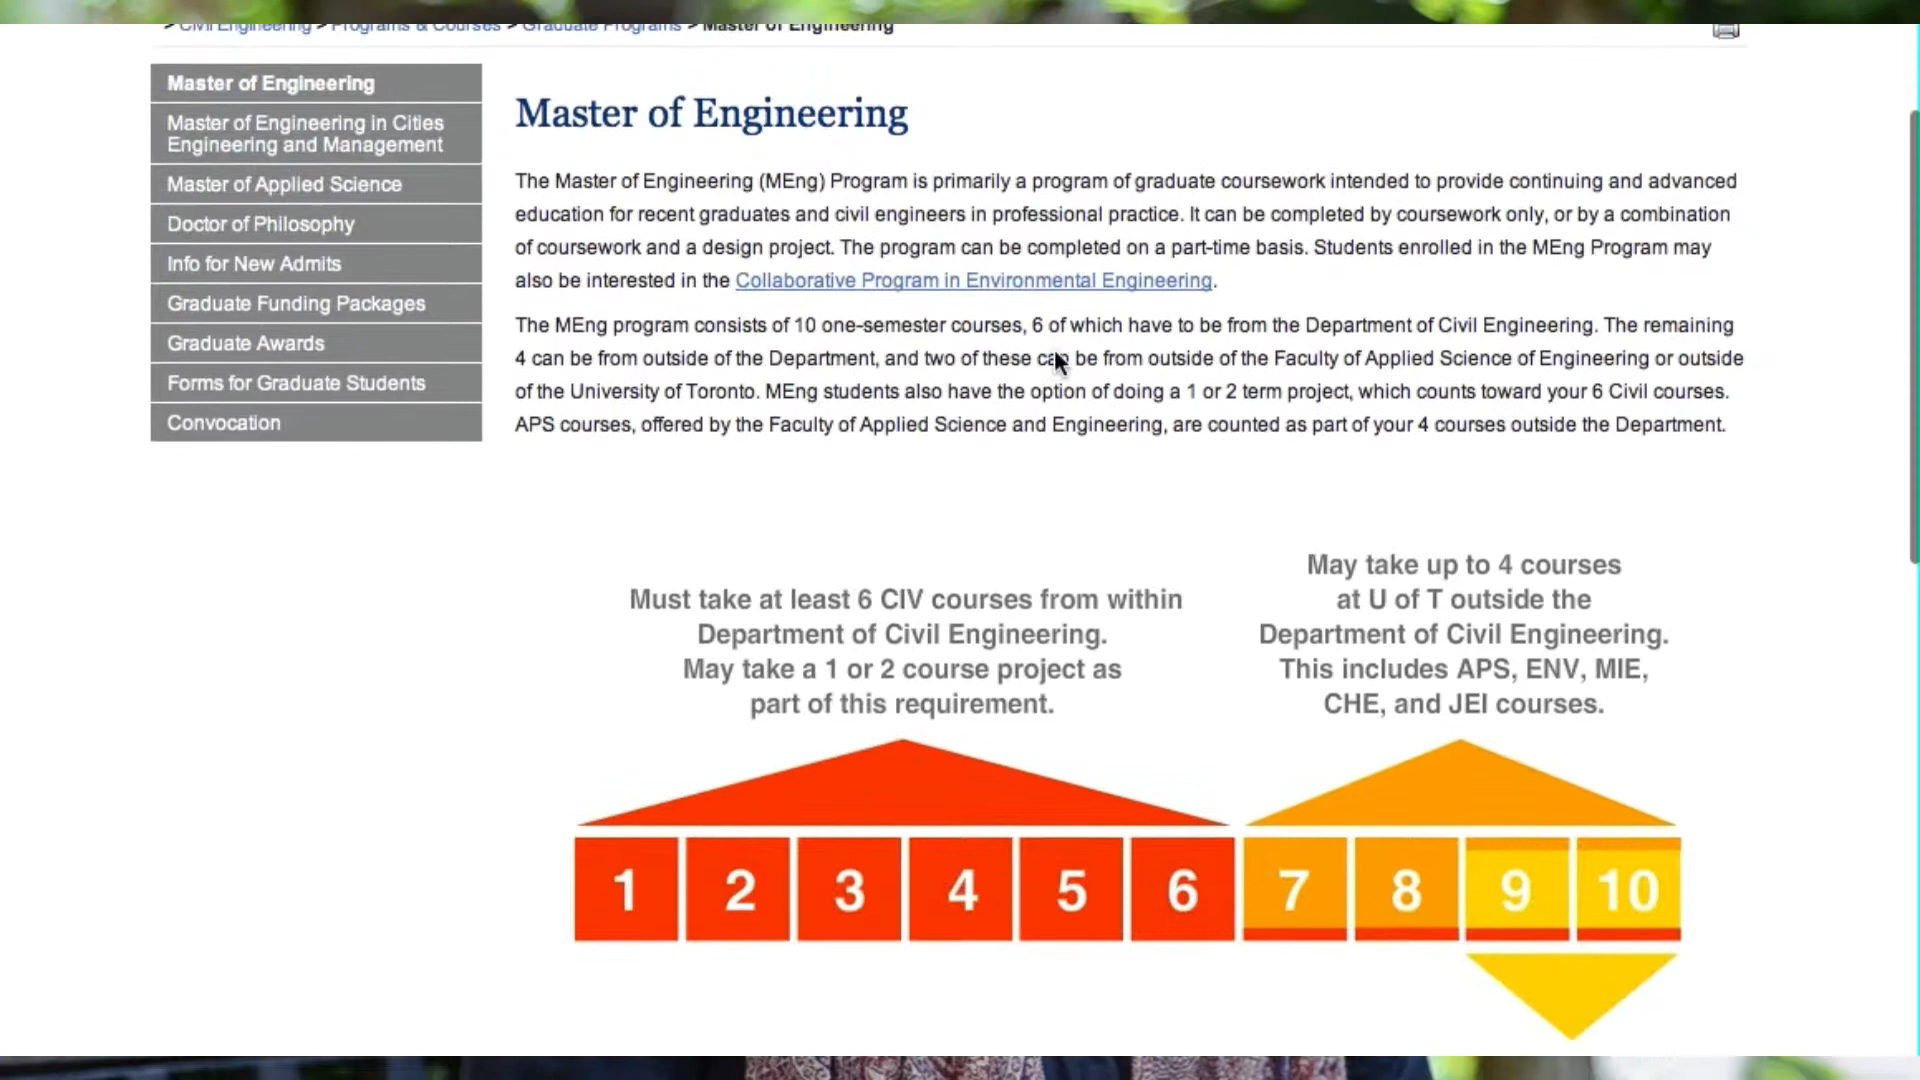 > Civil Engineering > Programs & Courses > Graduate Programs > Master of Engineering
Master of Engineering
Master of Engineering in Cities
Engineering and Management
Master of Applied Science
Doctor of Philosophy
Info for New Admits
Graduate Funding Packages
Graduate Awards
Forms for Graduate Students
Convocation
Master of Engineering
The Master of Engineering (MEng) Program is primarily a program of graduate coursework intended to provide continuing and advanced
education for recent graduates and civil engineers in professional practice. It can be completed by coursework only, or by a combination
of coursework and a design project. The program can be completed on a part-time basis. Students enrolled in the MEng Program may
also be interested in the Collaborative Program in Environmental Engineering.
The MEng program consists of 10 one-semester courses, 6 of which have to be from the Department of Civil Engineering. The remaining
4 can be from outside of the Department, and two of these can be from outside of the Faculty of Applied Science of Engineering or outside
of the University of Toronto. MEng students also have the option of doing a 1 or 2 term project, which counts toward your 6 Civil courses.
APS courses, offered by the Faculty of Applied Science and Engineering, are counted as part of your 4 courses outside the Department.
Must take at least 6 CIV courses from within
Department of Civil Engineering.
May take a 1 or 2 course project as
part of this requirement.
May take up to 4 courses
at U of T outside the
Department of Civil Engineering.
This includes APS, ENV, MIE,
CHE, and JEI courses.
1 2 3 4 5 6 7 8 9 10